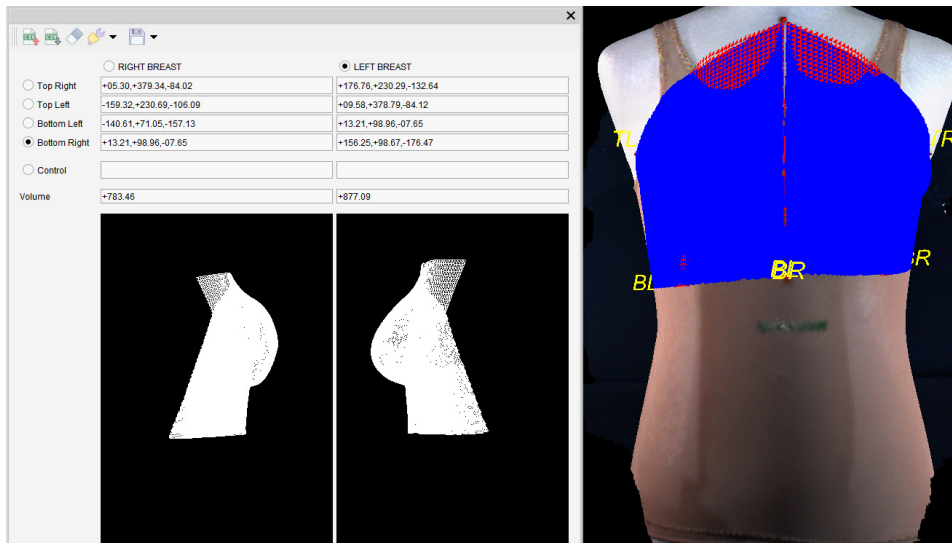 RIGHT BREAST LEFT BREAST
Top Right +05.30,+379.34,-84.02 +176.76,+230.29,-132.64
Top Left -159.32,+230.69,-106.09 +09.58,+378.79,-84.12
Bottom Left -140.61,+71.05,-157.13 +13.21,+98.96,-07.65
Bottom Right +13.21,+98.96,-07.65 +156.25,+98.67,-176.47
Control
Volume +783.46 +877.09
TL
BL
BR